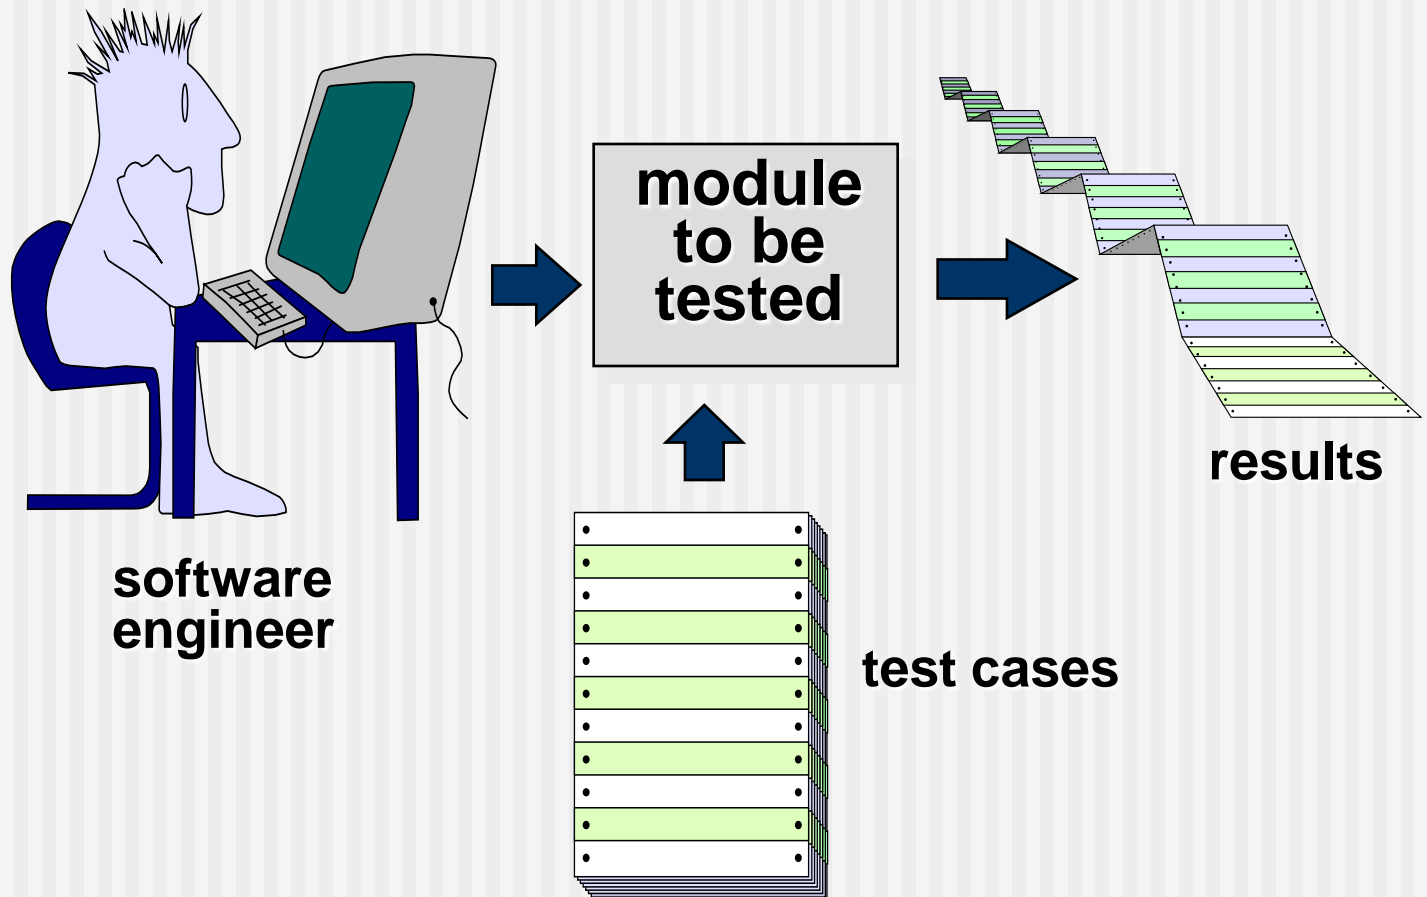 module
to be
tested
results
software
engineer
test cases